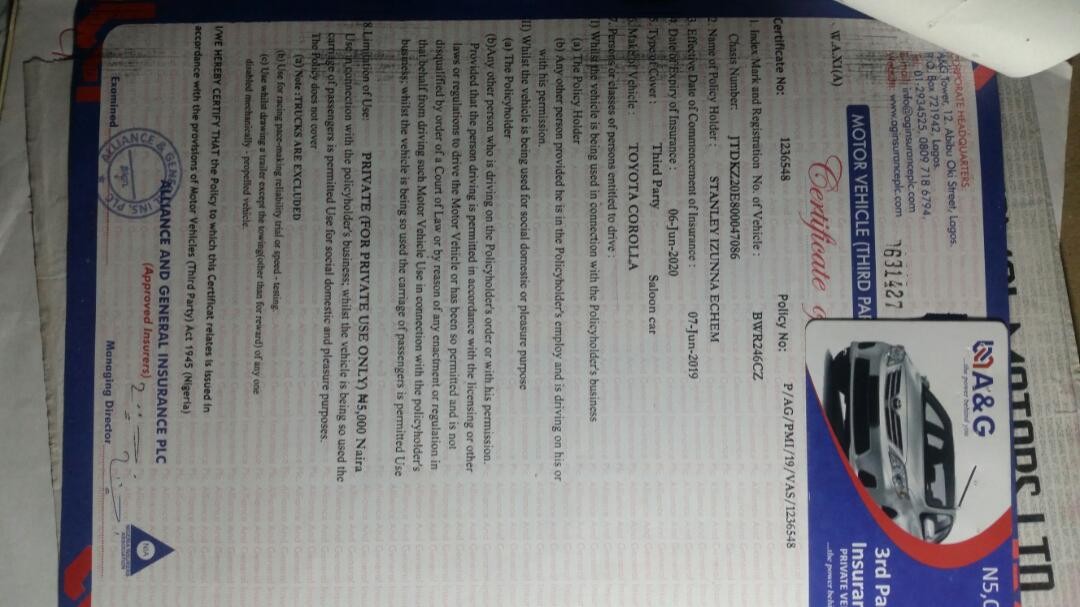 MOTORS LTD
CORPORATE HEADQUARTERS:
A&G Tower, 12, Abibu Oki Street, Lagos.
P.O. Box 721942, Lagos
01-2934525, 0809 718 6794,
info@aginsuranceplc.com
www.aginsuranceplc.com
1631427
A&G
...the power behind you
N5,0
3rd Pa
Insuran
PRIVATE VE
...the power beh
MOTOR VEHICLE (THIRD PA
W.A.X1(A)
Certificate
Certificate No: 1236548 Policy No: P/AG/PMI/19/VAS/1236548
1. Index Mark and Registration No. of Vehicle : BWR246CZ
Chasis Number: JTDKZ20E800047086
2. Name of Policy Holder : STANLEY IZUNNA ECHEM
3. Effective Date of Commencement of Insurance : 07-Jun-2019
4. Date of Expiry of Insurance : 06-Jun-2020
5. Type of Cover : Third Party Saloon car
6. Make of Vehicle : TOYOTA COROLLA
7. Persons or classes of persons entitled to drive :
I) Whilst the vehicle is being used in connection with the Policyholder's business
(a) The Policy Holder
(b) Any other person provided he is in the Policyholder's employ and is driving on his or
with his permission.
II) Whilst the vehicle is being used for social domestic or pleasure purpose
(a) The Policyholder
(b)Any other person who is driving on the Policyholder's order or with his permission.
Provided that the person driving is permitted in accordance with the licensing or other
laws or regulations to drive the Motor Vehicle or has been so permitted and is not
disqualified by order of a Court of Law or by reason of any enactment or regulation in
that behalf from driving such Motor Vehicle Use in connection with the policyholder's
business, whilst the vehicle is being so used the carriage of passengers is permitted Use
8. Limitation of Use: PRIVATE (FOR PRIVATE USE ONLY) ₦5,000 Naira
Use in connection with the policyholder's business; whilst the vehicle is being so used the
carriage of passengers is permitted Use for social domestic and pleasure purposes.
The Policy does not cover
(a) Note :TRUCKS ARE EXCLUDED
(b) Use for racing pace-making reliability trial or speed - testing.
(c) Use whilst drawing a trailer except the towing(other than for reward) of any one
disabled mechanically - propelled vehicle.
I/WE HEREBY CERTIFY THAT the Policy to which this Certificat relates is issued in
accordance with the provisions of Motor Vehicles (Third Party) Act 1945 (Nigeria)
ALLIANCE AND GENERAL INSURANCE PLC
(Approved Insurers)
Examined Managing Director
NIA
NIGERIA INSURERS
ASSOCIATION